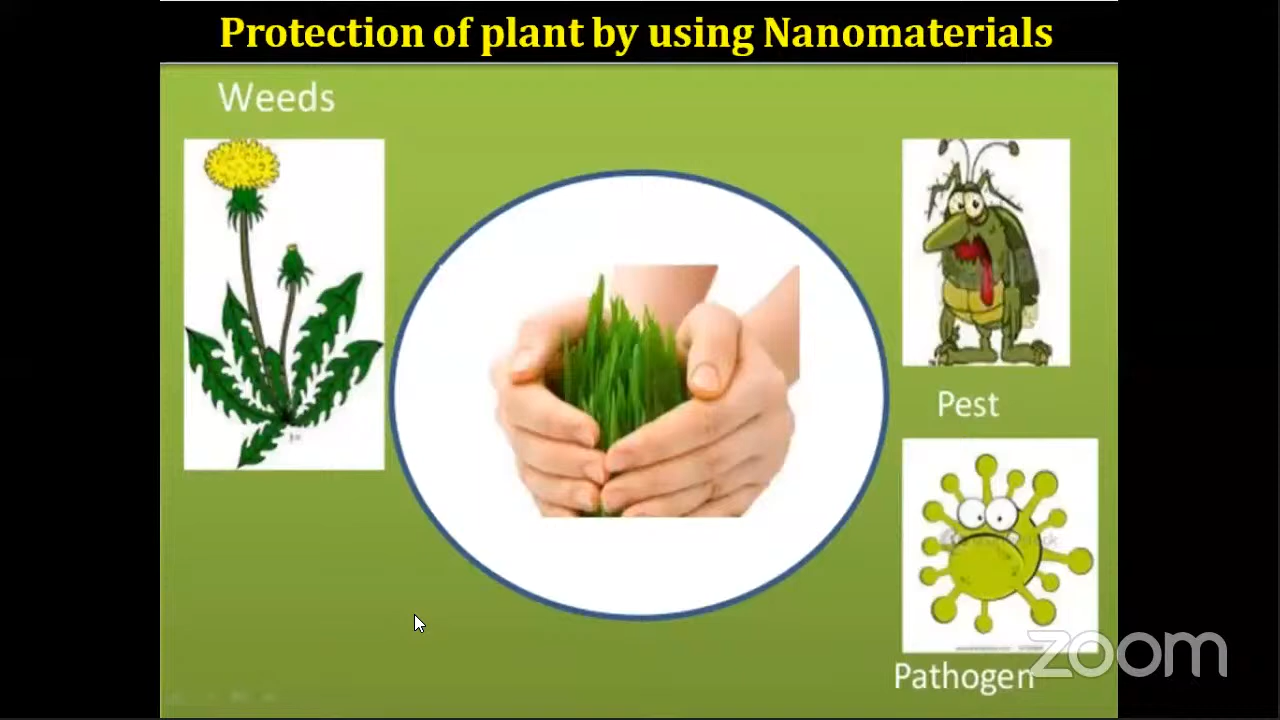 Protection of plant by using Nanomaterials
Weeds
Pest
Pathogen
zoom